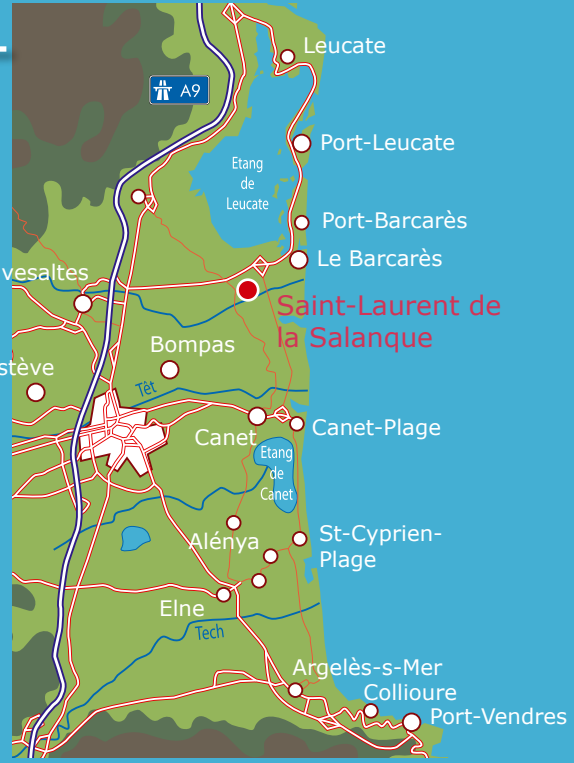 Leucate
A9
Port-Leucate
Etang
de
Leucate
Port-Barcarès
Le Barcarès
vesaltes
Saint-Laurent de
la Salanque
Bompas
stève
Têt
Canet
Canet-Plage
Etang
de
Canet
Alénya
St-Cyprien-
Plage
Elne
Tech
Argelès-s-Mer
Collioure
Port-Vendres